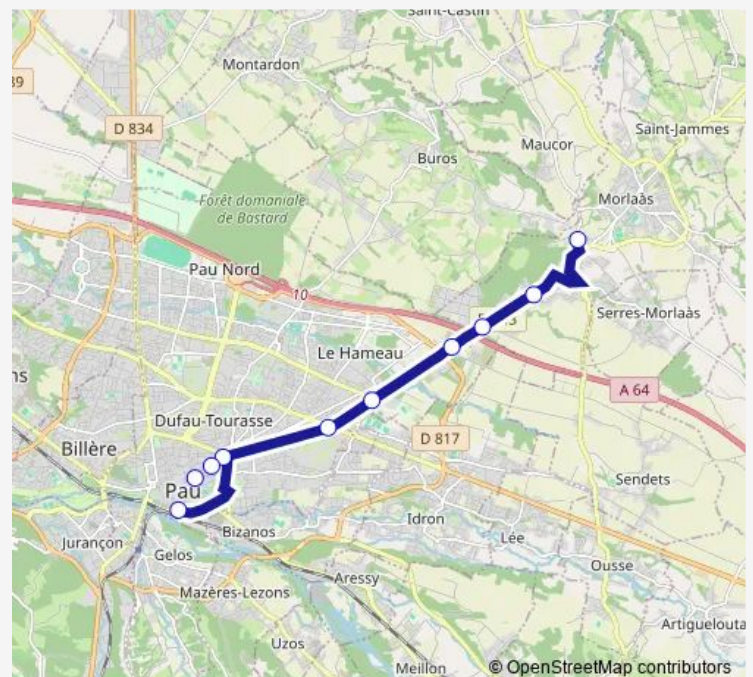 Saint-Castin
Montardon
D 834
Saint-Jammes
Maucor
Buros
Morlaàs
Forêt domaniale
de Bastard
Pau Nord
10
Serres-Morlaàs
Le Hameau
A 64
Dufau-Tourasse
D 817
Billère
Sendets
Pau
Idron
Bizanos
Lée
Jurançon
Gelos
Ousse
Aressy
Mazères-Lezons
Artiguelouta
Uzos
Meillon
© OpenStreetMap contributors